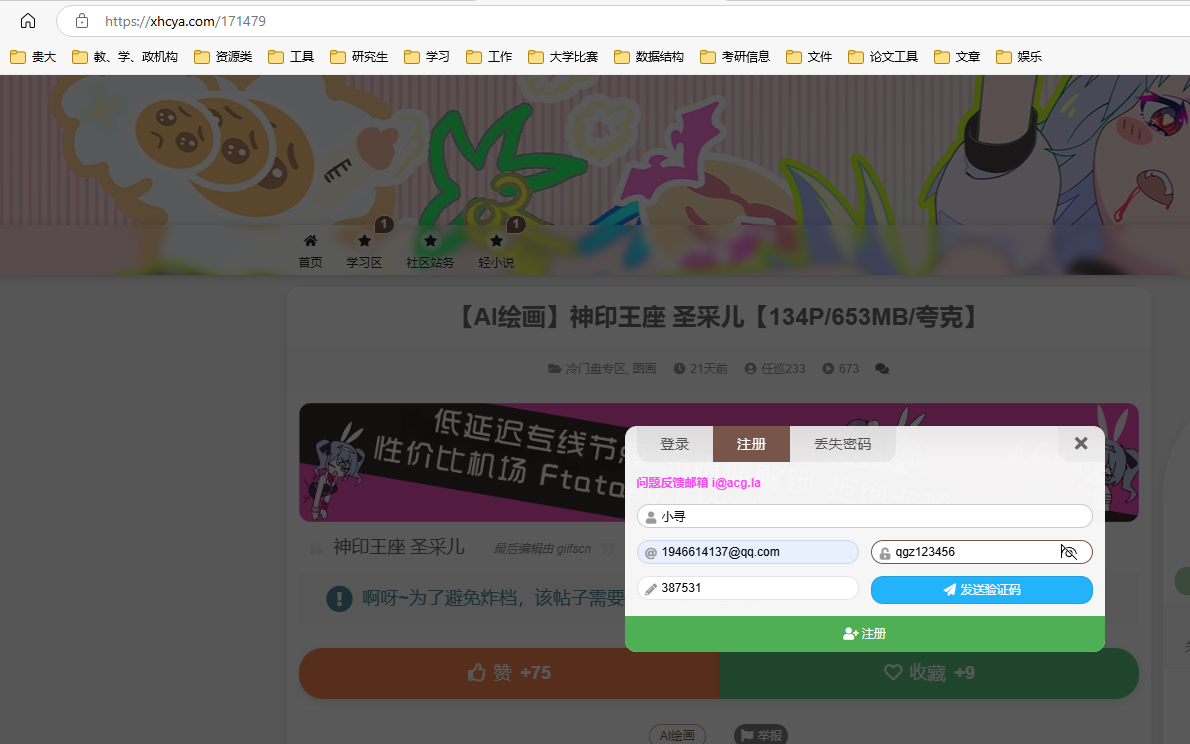 https://xhcya.com/171479
贵大 教、学、政机构 资源类 工具 研究生 学习 工作 大学比赛 数据结构 考研信息 文件 论文工具 文章 娱乐
1 1
首页 学习区 社区站务 轻小说
【AI绘画】神印王座 圣采儿【134P/653MB/夸克】
冷门盘专区, 图画 21天前 任巡233 673
低延迟专线节
性价比机场 Ftata
登录 注册 丢失密码
问题反馈邮箱 i@acg.la
小寻
@ 1946614137@qq.com qgz123456
387531 发送验证码
注册
神印王座 圣采儿 最后编辑由 giifscn
啊呀~为了避免炸档，该帖子需要
赞 +75 收藏 +9
AI绘画 举报